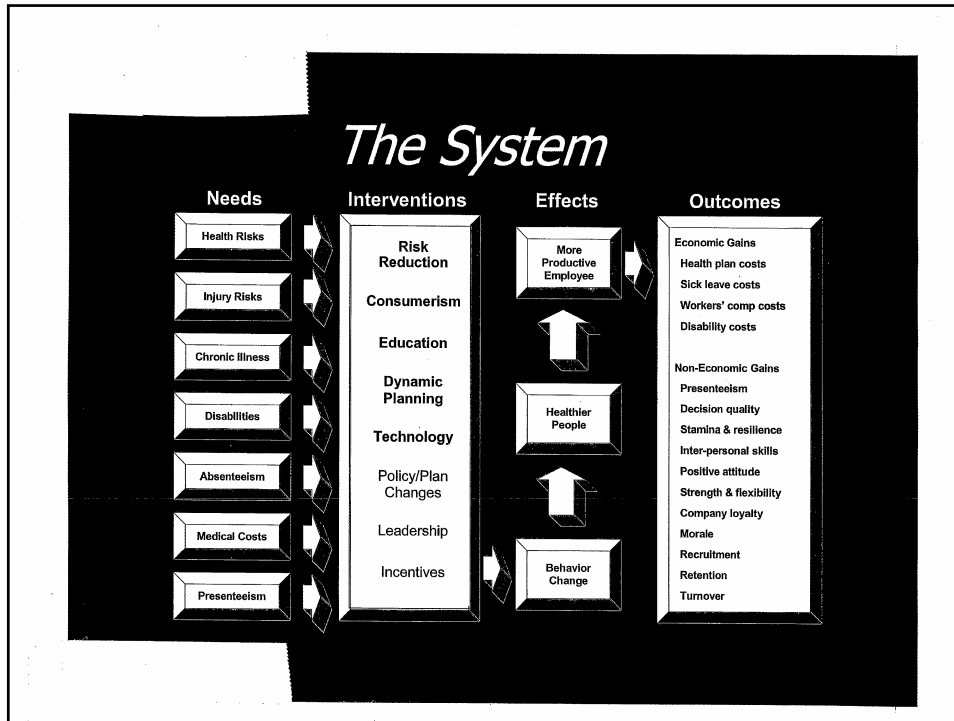 The System
Needs
Health Risks
Injury Risks
Chronic Illness
Disabilities
Absenteeism
Medical Costs
Presenteeism
Interventions
Risk
Reduction
Consumerism
Education
Dynamic
Planning
Technology
Policy/Plan
Changes
Leadership
Incentives
Effects
More
Productive
Employee
Healthier
People
Behavior
Change
Outcomes
Economic Gains
Health plan costs
Sick leave costs
Workers' comp costs
Disability costs
Non-Economic Gains
Presenteeism
Decision quality
Stamina & resilience
Inter-personal skills
Positive attitude
Strength & flexibility
Company loyalty
Morale
Recruitment
Retention
Turnover